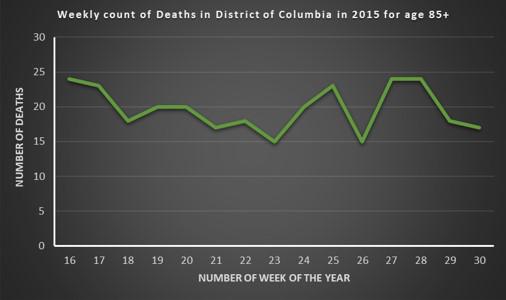 Weekly count of Deaths in District of Columbia in 2015 for age 85+
30
25
20
15
10
5
0
NUMBER OF DEATHS
16 17 18 19 20 21 22 23 24 25 26 27 28 29 30
NUMBER OF WEEK OF THE YEAR